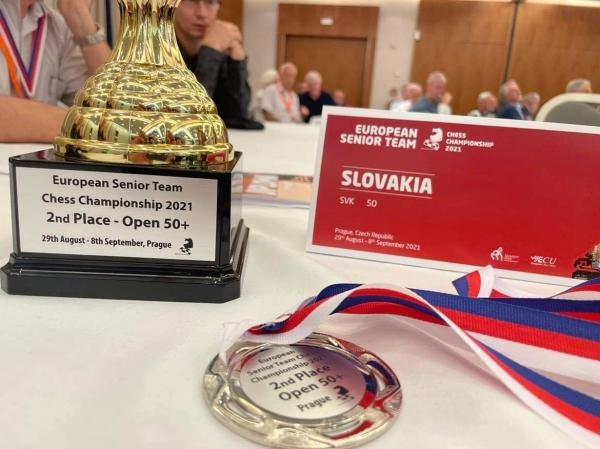 European Senior Team
Chess Championship 2021
2nd Place - Open 50+
29th August - 8th September, Prague
EUROPEAN
SENIOR TEAM
CHESS
CHAMPIONSHIP
2021
SLOVAKIA
SVK 50
Prague, Czech Republic
29th August - 8th September 2021
ECU
European
Senior Team Chess
Championship 2021
2nd Place
Open 50+
Prague